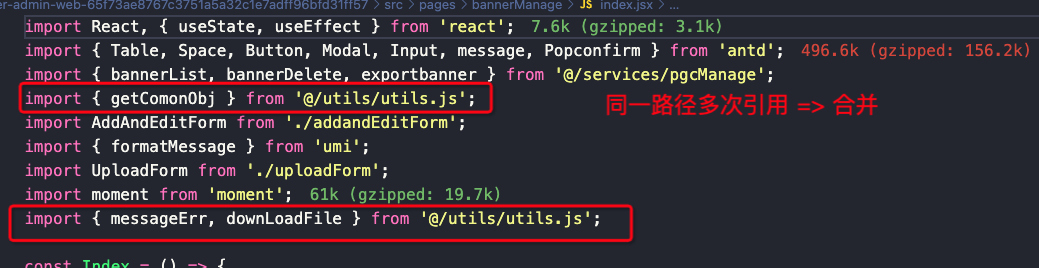 er-admin-web-65f73ae8767c3751a5a32c1e7adff96bfd31ff57 > src > pages > bannerManage > JS index.jsx > ...
import React, { useState, useEffect } from 'react'; 7.6k (gzipped: 3.1k)
import { Table, Space, Button, Modal, Input, message, Popconfirm } from 'antd'; 496.6k (gzipped: 156.2k)
import { bannerList, bannerDelete, exportbanner } from '@/services/pgcManage';
import { getComonObj } from '@/utils/utils.js';
同一路径多次引用 => 合并
import AddAndEditForm from './addandEditForm';
import { formatMessage } from 'umi';
import UploadForm from './uploadForm';
import moment from 'moment'; 61k (gzipped: 19.7k)
import { messageErr, downLoadFile } from '@/utils/utils.js';
const Index = () => {